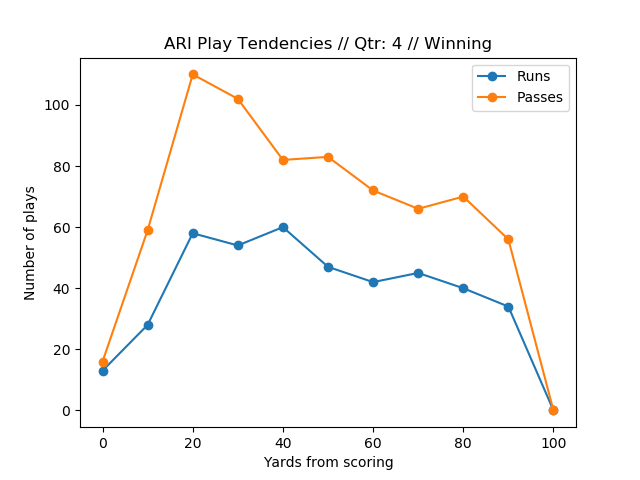 ARI Play Tendencies // Qtr: 4 // Winning
Runs
Passes
Number of plays
100
80
60
40
20
0
0 20 40 60 80 100
Yards from scoring